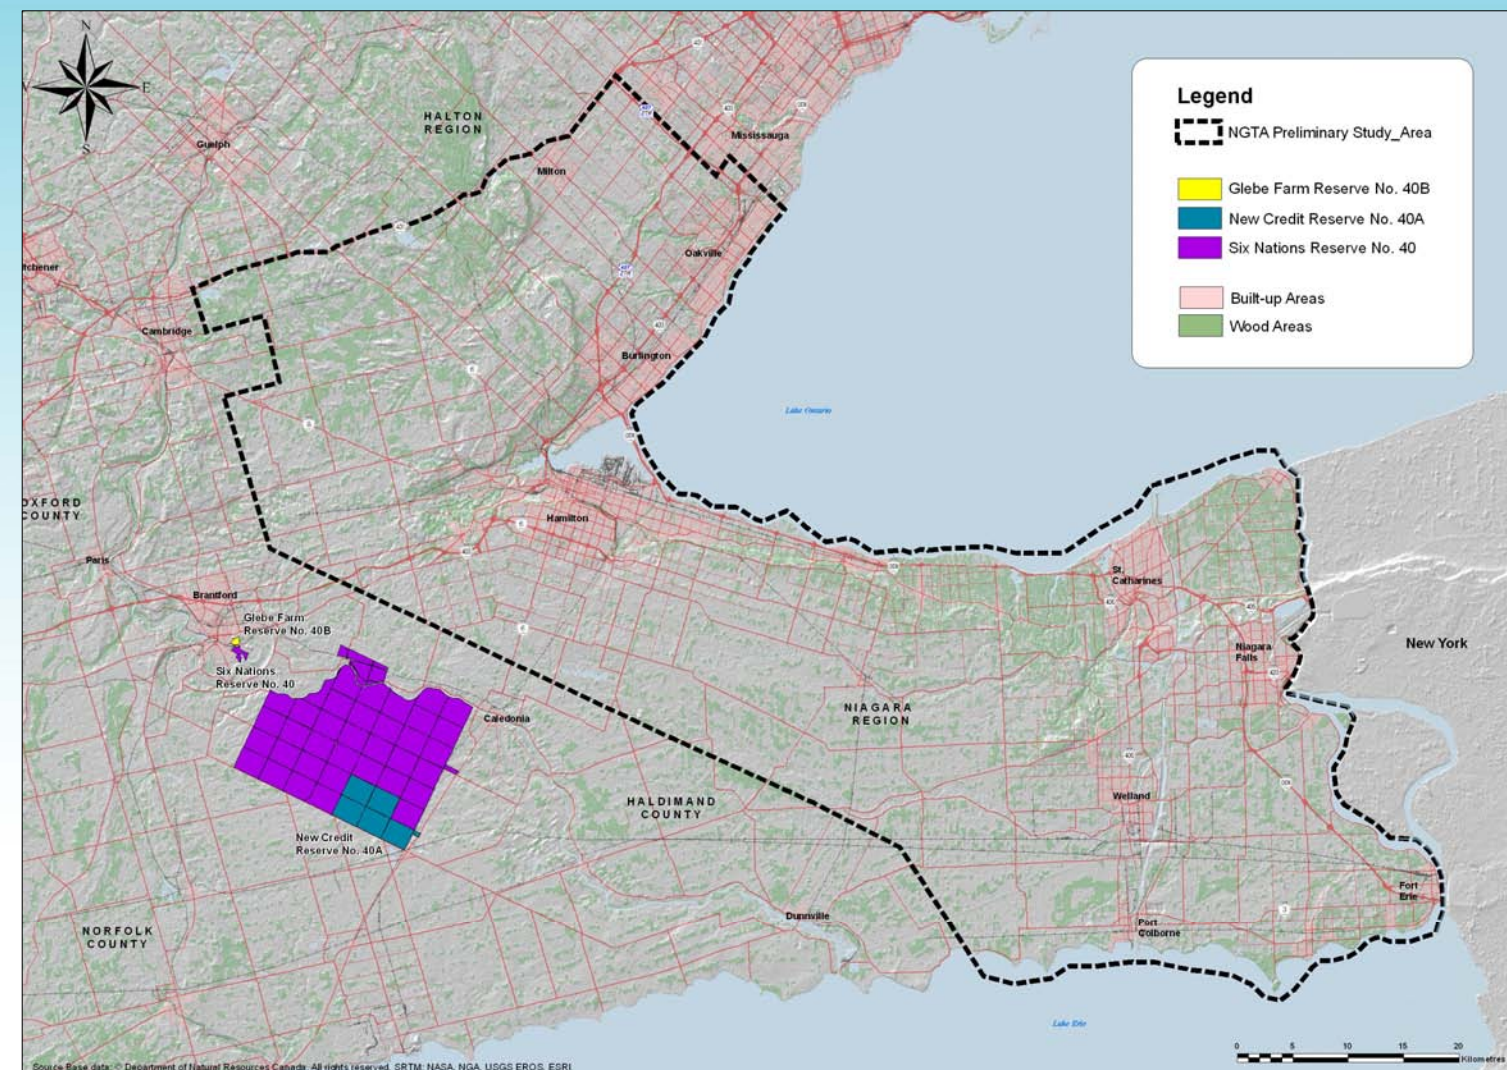 N
E
S
HALTON
REGION
Guelph
Mississauga
Milton
Oakville
tchener
Cambridge
Burlington
Lake Ontario
OXFORD
COUNTY
Hamilton
Paris
Brantford
Glebe Farm
Reserve No. 40B
Six Nations
Reserve No. 40
St.
Catharines
Niagara
Falls
New York
NIAGARA
REGION
Caledonia
HALDIMAND
COUNTY
Welland
New Credit
Reserve No. 40A
NORFOLK
COUNTY
Dunnville
Port
Colborne
Fort
Erie
Lake Erie
Legend
NGTA Preliminary Study_Area
Glebe Farm Reserve No. 40B
New Credit Reserve No. 40A
Six Nations Reserve No. 40
Built-up Areas
Wood Areas
0 5 10 15 20
Kilometres
Source Base data: © Department of Natural Resources Canada. All rights reserved. SRTM: NASA, NGA, USGS EROS, ESRI